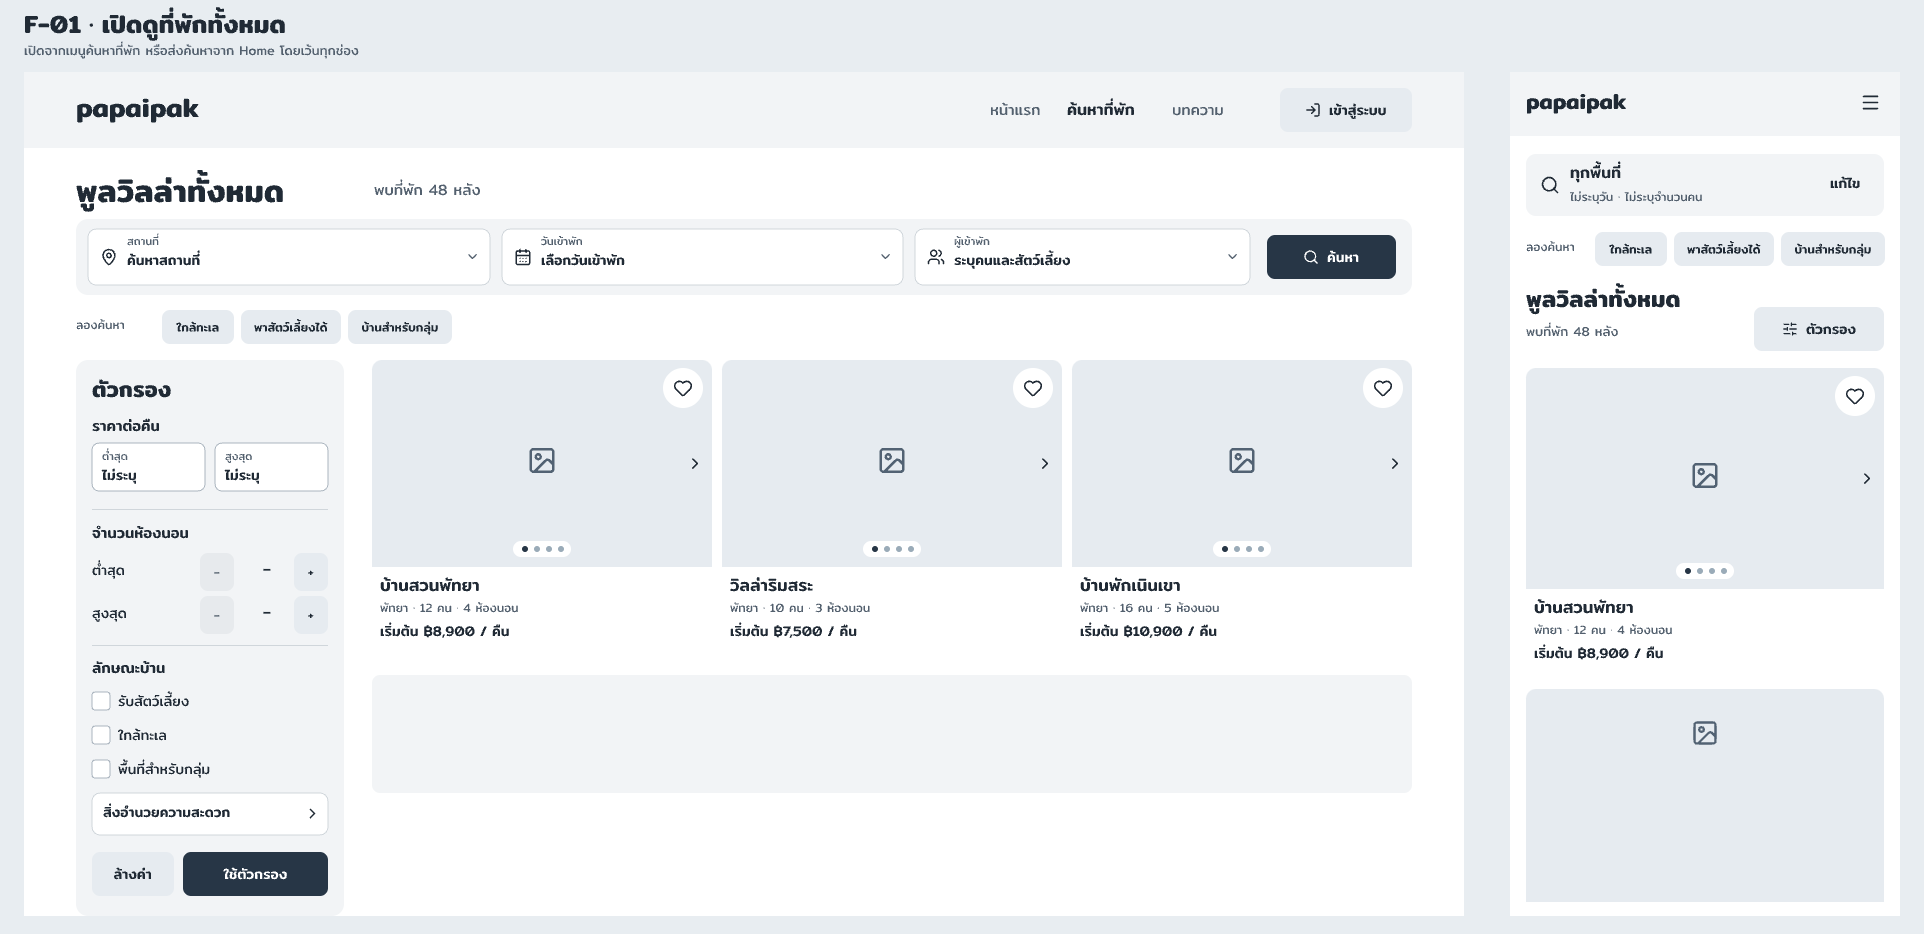 F-01 · เปิดดูที่พักทั้งหมด
เปิดจากเมนูค้นหาที่พัก หรือส่งค้นหาจาก Home โดยเว้นทุกช่อง
papaipak
หน้าแรก ค้นหาที่พัก บทความ เข้าสู่ระบบ
พูลวิลล่าทั้งหมด พบที่พัก 48 หลัง
สถานที่
ค้นหาสถานที่
วันเข้าพัก
เลือกวันเข้าพัก
ผู้เข้าพัก
ระบุคนและสัตว์เลี้ยง
ค้นหา
ลองค้นหา ใกล้ทะเล พาสัตว์เลี้ยงได้ บ้านสำหรับกลุ่ม
ตัวกรอง
ราคาต่อคืน
ต่ำสุด
ไม่ระบุ
สูงสุด
ไม่ระบุ
จำนวนห้องนอน
ต่ำสุด - – +
สูงสุด - – +
ลักษณะบ้าน
รับสัตว์เลี้ยง
ใกล้ทะเล
พื้นที่สำหรับกลุ่ม
สิ่งอำนวยความสะดวก
ล้างค่า ใช้ตัวกรอง
บ้านสวนพัทยา
พัทยา · 12 คน · 4 ห้องนอน
เริ่มต้น ฿8,900 / คืน
วิลล่าริมสระ
พัทยา · 10 คน · 3 ห้องนอน
เริ่มต้น ฿7,500 / คืน
บ้านพักเนินเขา
พัทยา · 16 คน · 5 ห้องนอน
เริ่มต้น ฿10,900 / คืน
papaipak
ทุกพื้นที่
ไม่ระบุวัน · ไม่ระบุจำนวนคน
แก้ไข
ลองค้นหา ใกล้ทะเล พาสัตว์เลี้ยงได้ บ้านสำหรับกลุ่ม
พูลวิลล่าทั้งหมด
พบที่พัก 48 หลัง
ตัวกรอง
บ้านสวนพัทยา
พัทยา · 12 คน · 4 ห้องนอน
เริ่มต้น ฿8,900 / คืน